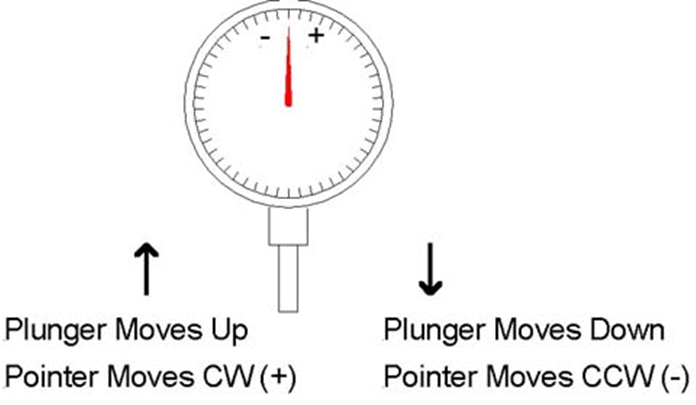 - +
Plunger Moves Up
Pointer Moves CW (+)
Plunger Moves Down
Pointer Moves CCW (-)